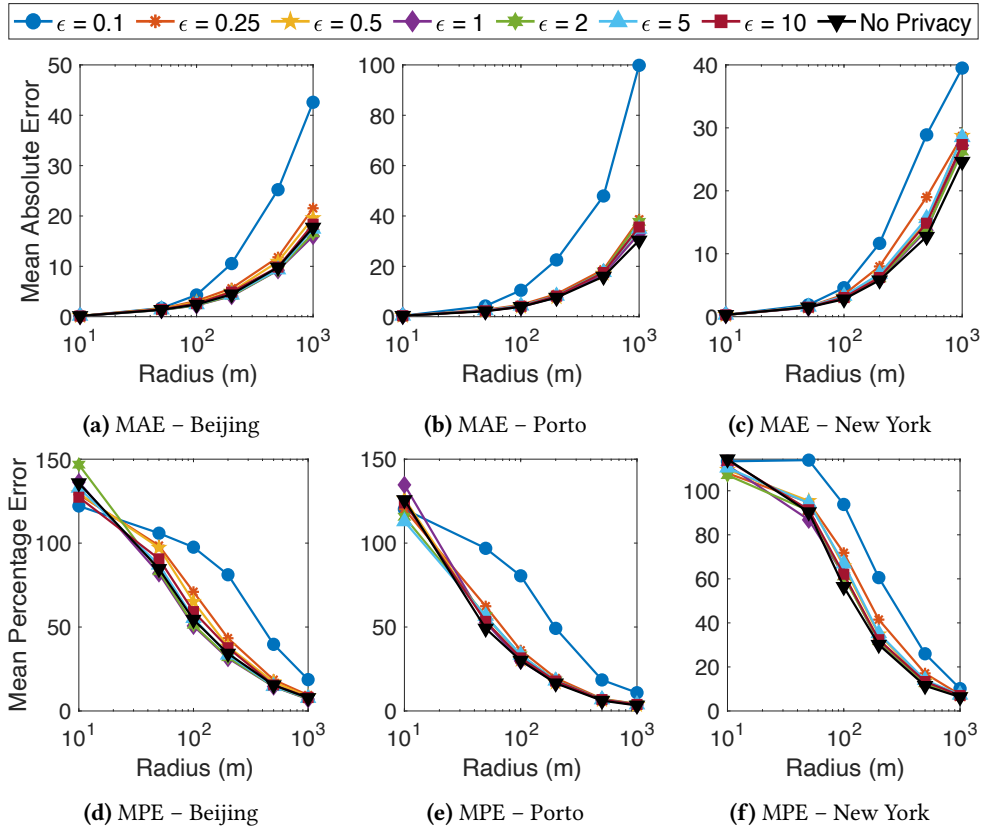 ϵ = 0.1 ϵ = 0.25 ϵ = 0.5 ϵ = 1 ϵ = 2 ϵ = 5 ϵ = 10 No Privacy
Mean Absolute Error
50
40
30
20
10
0
10^1 10^2 10^3
Radius (m)
(a) MAE – Beijing
100
80
60
40
20
0
10^1 10^2 10^3
Radius (m)
(b) MAE – Porto
40
30
20
10
0
10^1 10^2 10^3
Radius (m)
(c) MAE – New York
Mean Percentage Error
150
100
50
0
10^1 10^2 10^3
Radius (m)
(d) MPE – Beijing
150
100
50
0
10^1 10^2 10^3
Radius (m)
(e) MPE – Porto
100
80
60
40
20
0
10^1 10^2 10^3
Radius (m)
(f) MPE – New York